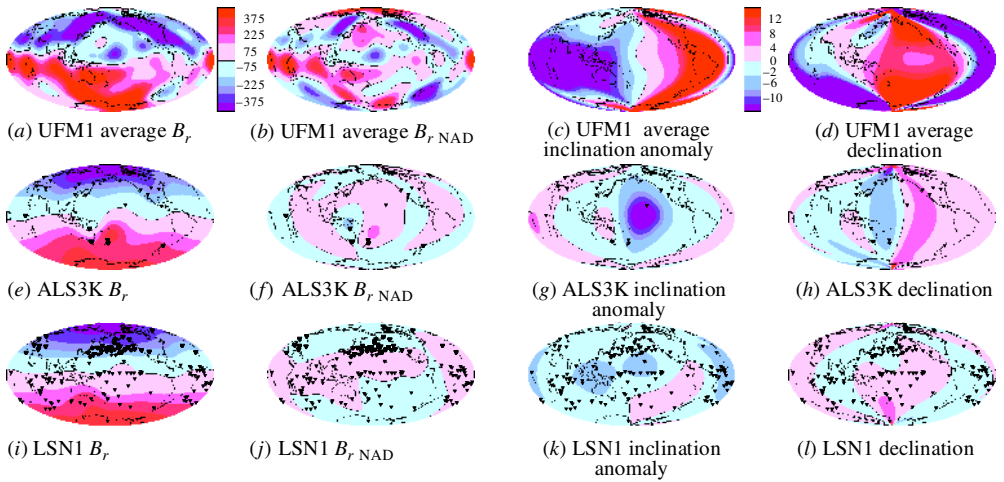 375
225
75
−75
−225
−375
12
8
4
0
−2
−6
−10
(a) UFM1 average Br
(b) UFM1 average Br NAD
(c) UFM1 average
inclination anomaly
(d) UFM1 average
declination
(e) ALS3K Br
(f) ALS3K Br NAD
(g) ALS3K inclination
anomaly
(h) ALS3K declination
(i) LSN1 Br
(j) LSN1 Br NAD
(k) LSN1 inclination
anomaly
(l) LSN1 declination